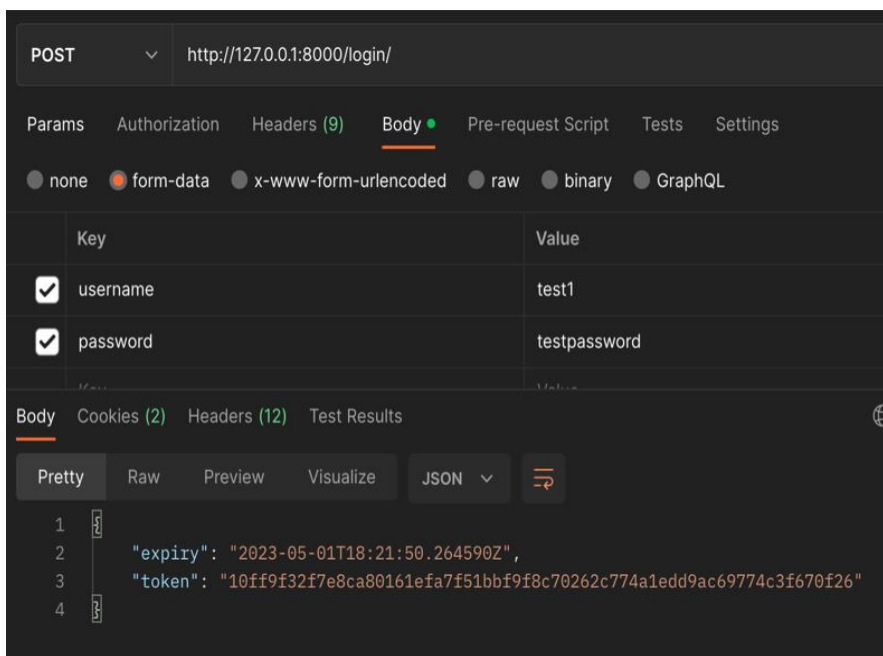 POST http://127.0.0.1:8000/login/
Params Authorization Headers (9) Body Pre-request Script Tests Settings
none form-data x-www-form-urlencoded raw binary GraphQL
Key Value
username test1
password testpassword
Key Value
Body Cookies (2) Headers (12) Test Results
Pretty Raw Preview Visualize JSON
1 {
2 "expiry": "2023-05-01T18:21:50.264590Z",
3 "token": "10ff9f32f7e8ca80161efa7f51bbf9f8c70262c774a1edd9ac69774c3f670f26"
4 }